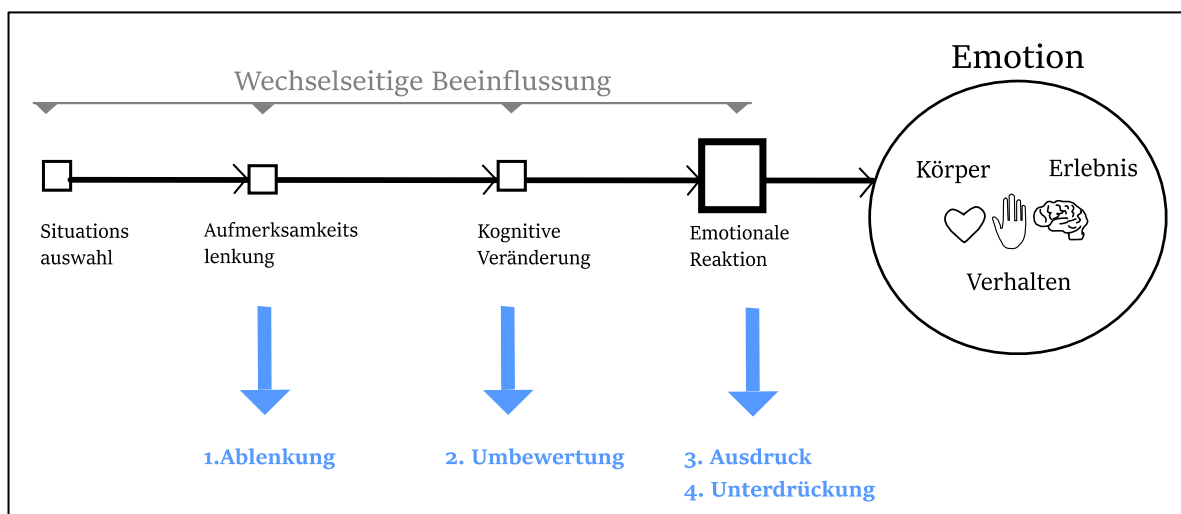 Emotion
Wechselseitige Beeinflussung
Körper
Erlebnis
Situations
auswahl
Aufmerksamkeits
lenkung
Kognitive
Veränderung
Emotionale
Reaktion
Verhalten
1.Ablenkung
2. Umbewertung
3. Ausdruck
4. Unterdrückung